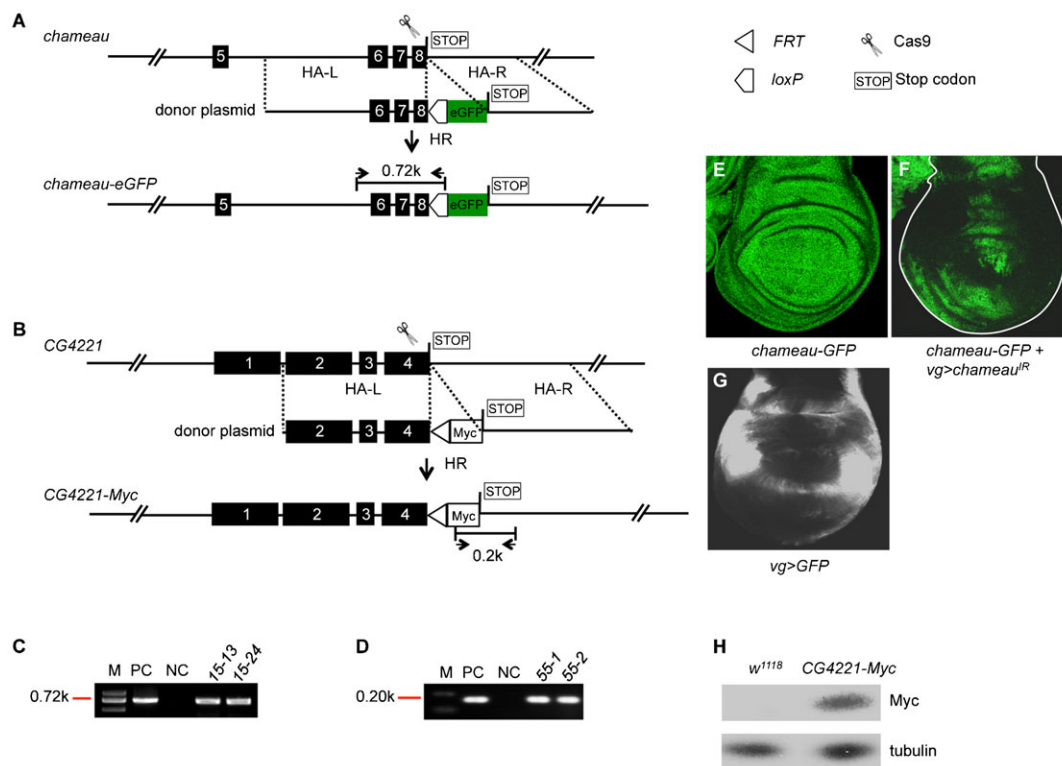 A
chameau
5
6
7
8
STOP
HA-L
HA-R
donor plasmid
6
7
8
eGFP
STOP
HR
0.72k
chameau-eGFP
5
6
7
8
eGFP
STOP
FRT
Cas9
loxP
STOP Stop codon
B
CG4221
1
2
3
4
STOP
HA-L
HA-R
donor plasmid
2
3
4
Myc
STOP
HR
CG4221-Myc
1
2
3
4
Myc
STOP
0.2k
E
chameau-GFP
F
chameau-GFP +
vg>chameauIR
G
vg>GFP
C
M PC NC 15-13 15-24
0.72k
D
M PC NC 55-1 55-2
0.20k
H
w1118 CG4221-Myc
Myc
tubulin